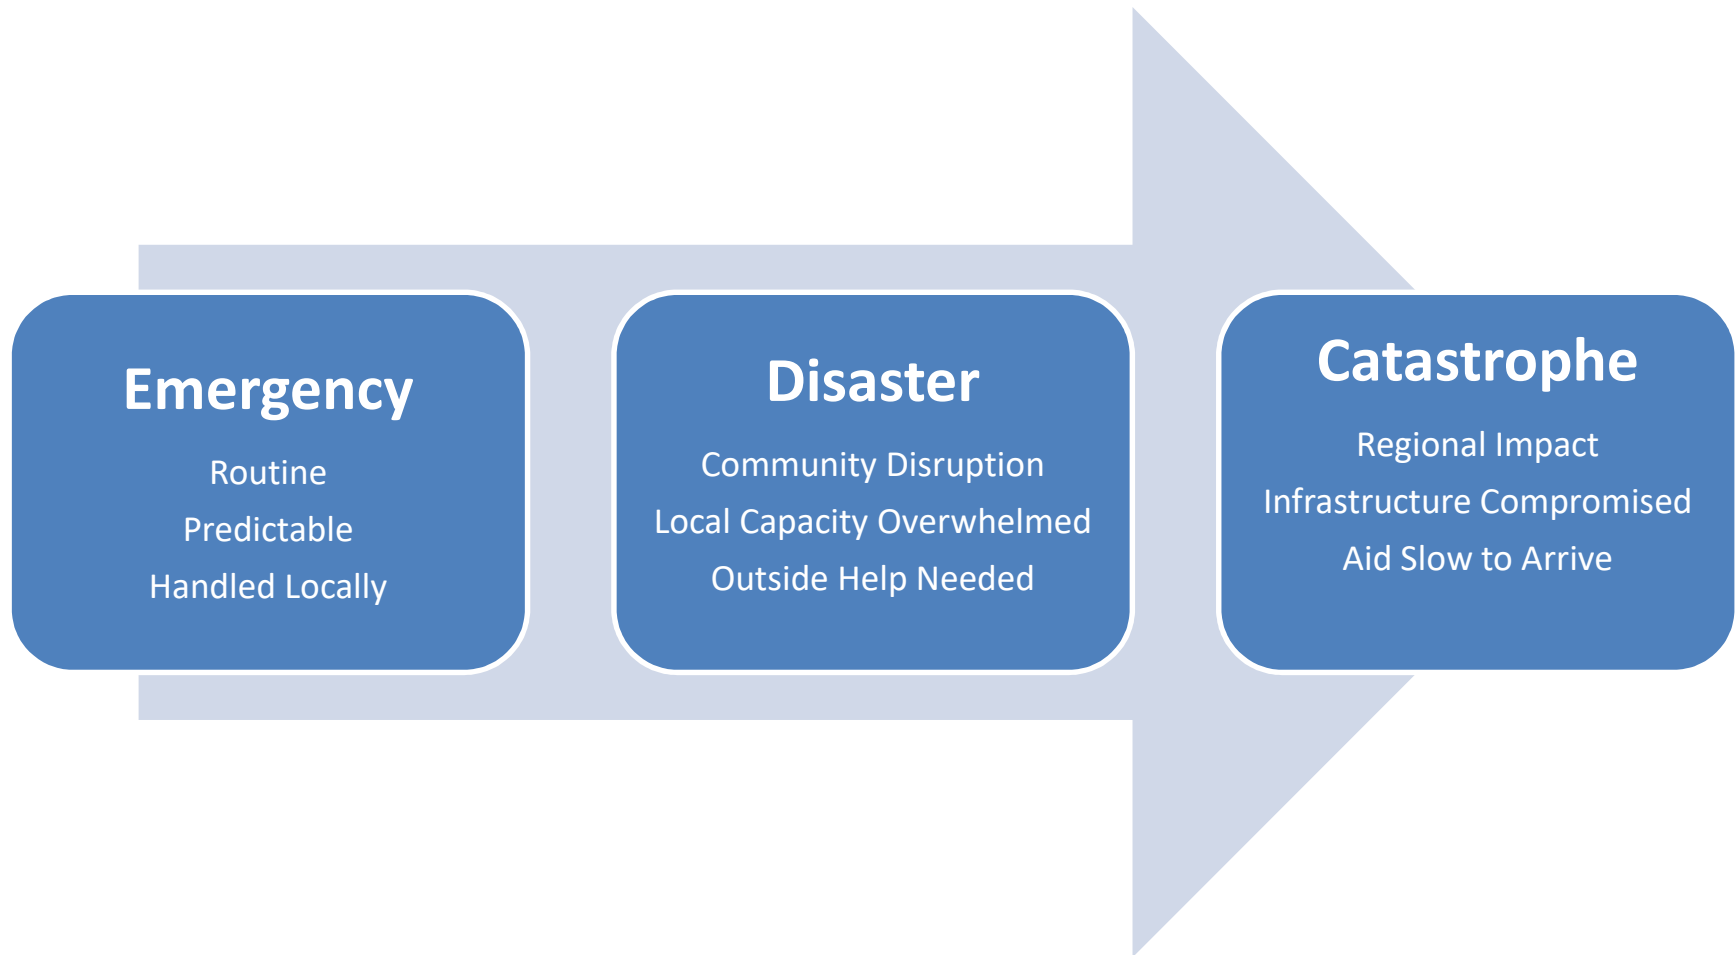 Emergency
Routine
Predictable
Handled Locally
Disaster
Community Disruption
Local Capacity Overwhelmed
Outside Help Needed
Catastrophe
Regional Impact
Infrastructure Compromised
Aid Slow to Arrive